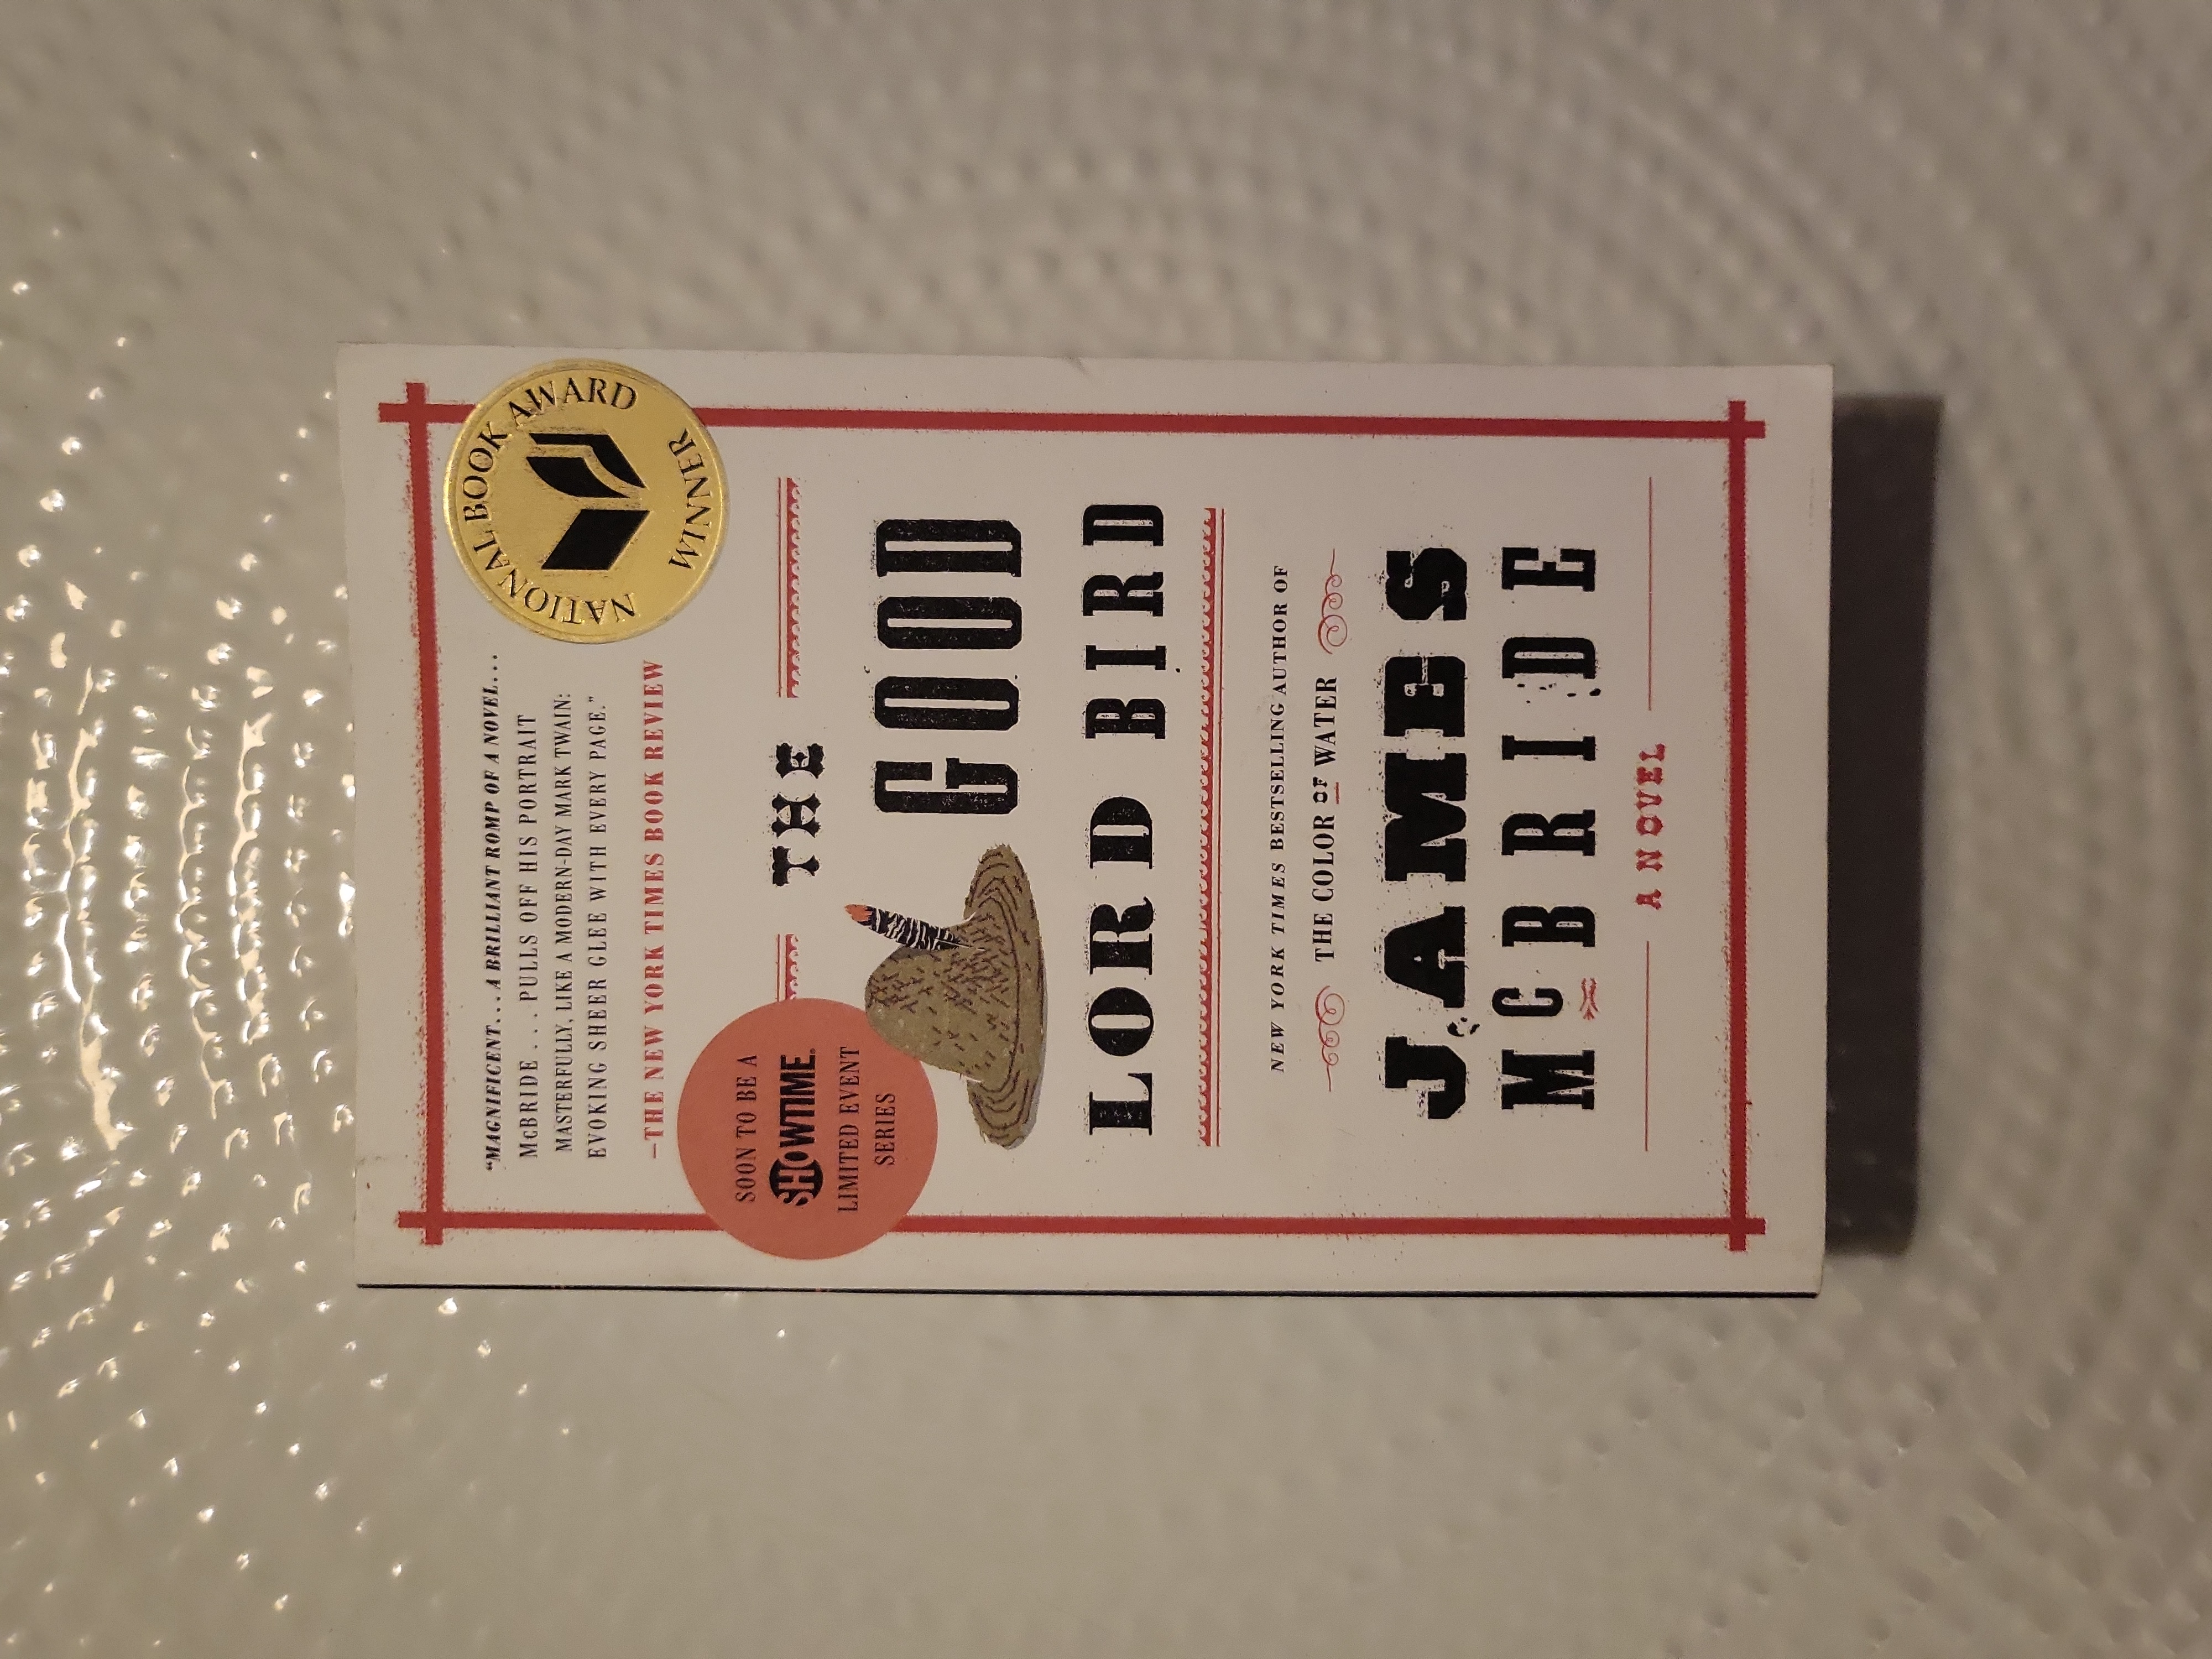 "MAGNIFICENT... A BRILLIANT ROMP OF A NOVEL...
McBRIDE ... PULLS OFF HIS PORTRAIT
MASTERFULLY, LIKE A MODERN-DAY MARK TWAIN:
EVOKING SHEER GLEE WITH EVERY PAGE."
—THE NEW YORK TIMES BOOK REVIEW
NATIONAL BOOK AWARD
WINNER
SOON TO BE A
SHOWTIME®
LIMITED EVENT
SERIES
THE
GOOD
LORD BIRD
NEW YORK TIMES BESTSELLING AUTHOR OF
THE COLOR OF WATER
JAMES
MCBRIDE
A NOVEL